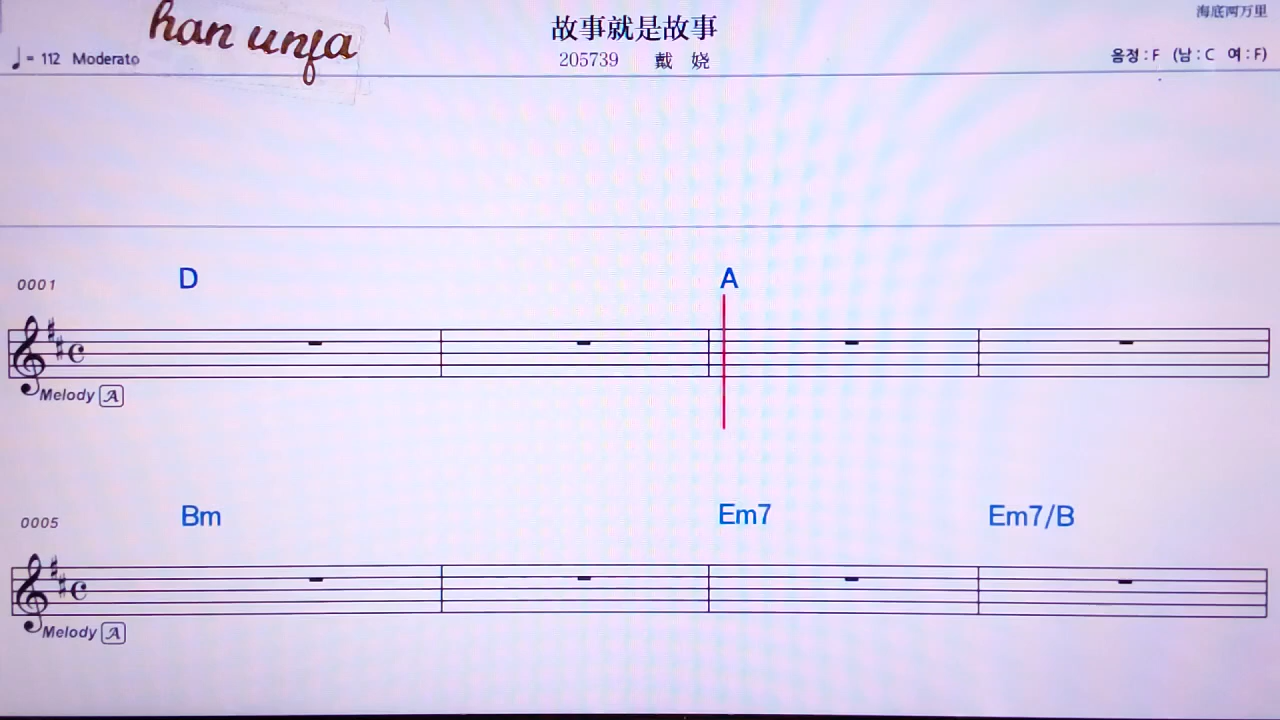 han unfa
故事就是故事
海底两万里
♩= 112 Moderato
205739 戴 娆
음정:F (남:C 여:F)
0001
D A
Melody A
0005
Bm Em7 Em7/B
Melody A